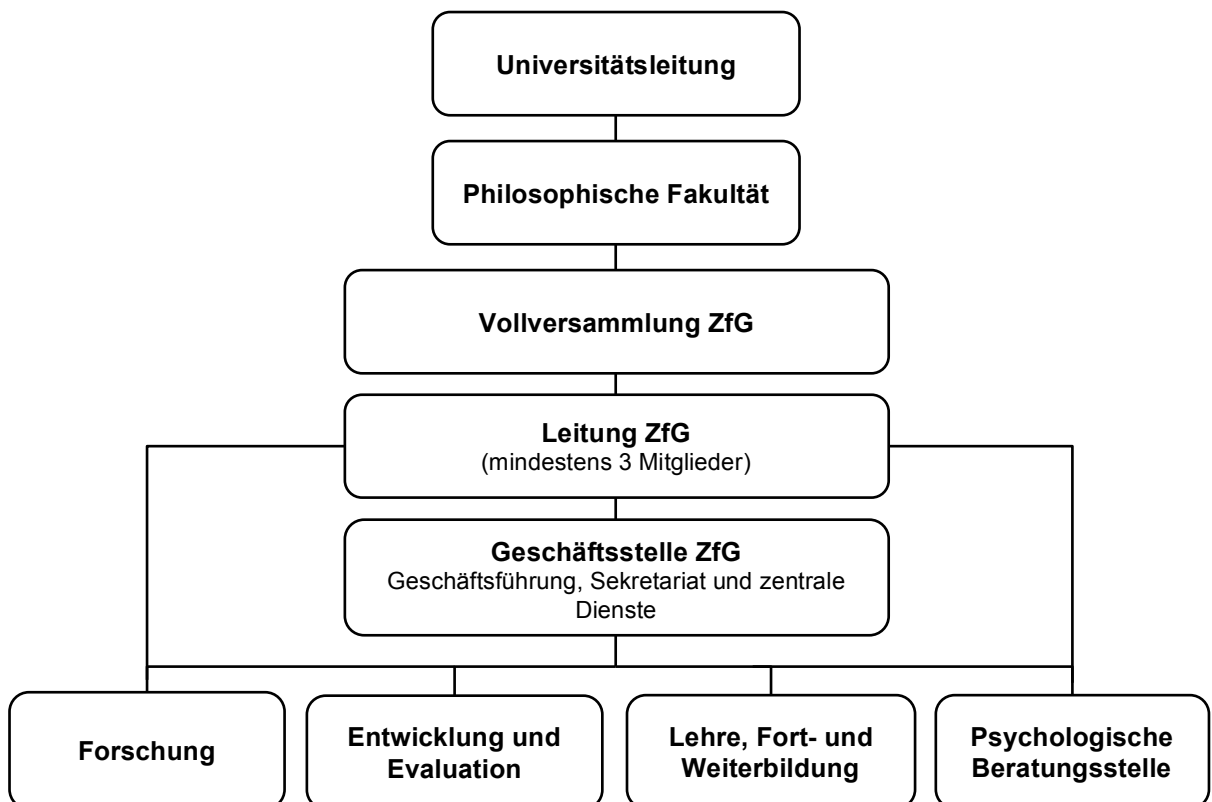 Universitätsleitung
Philosophische Fakultät
Vollversammlung ZfG
Leitung ZfG
(mindestens 3 Mitglieder)
Geschäftsstelle ZfG
Geschäftsführung, Sekretariat und zentrale
Dienste
Forschung
Entwicklung und
Evaluation
Lehre, Fort- und
Weiterbildung
Psychologische
Beratungsstelle